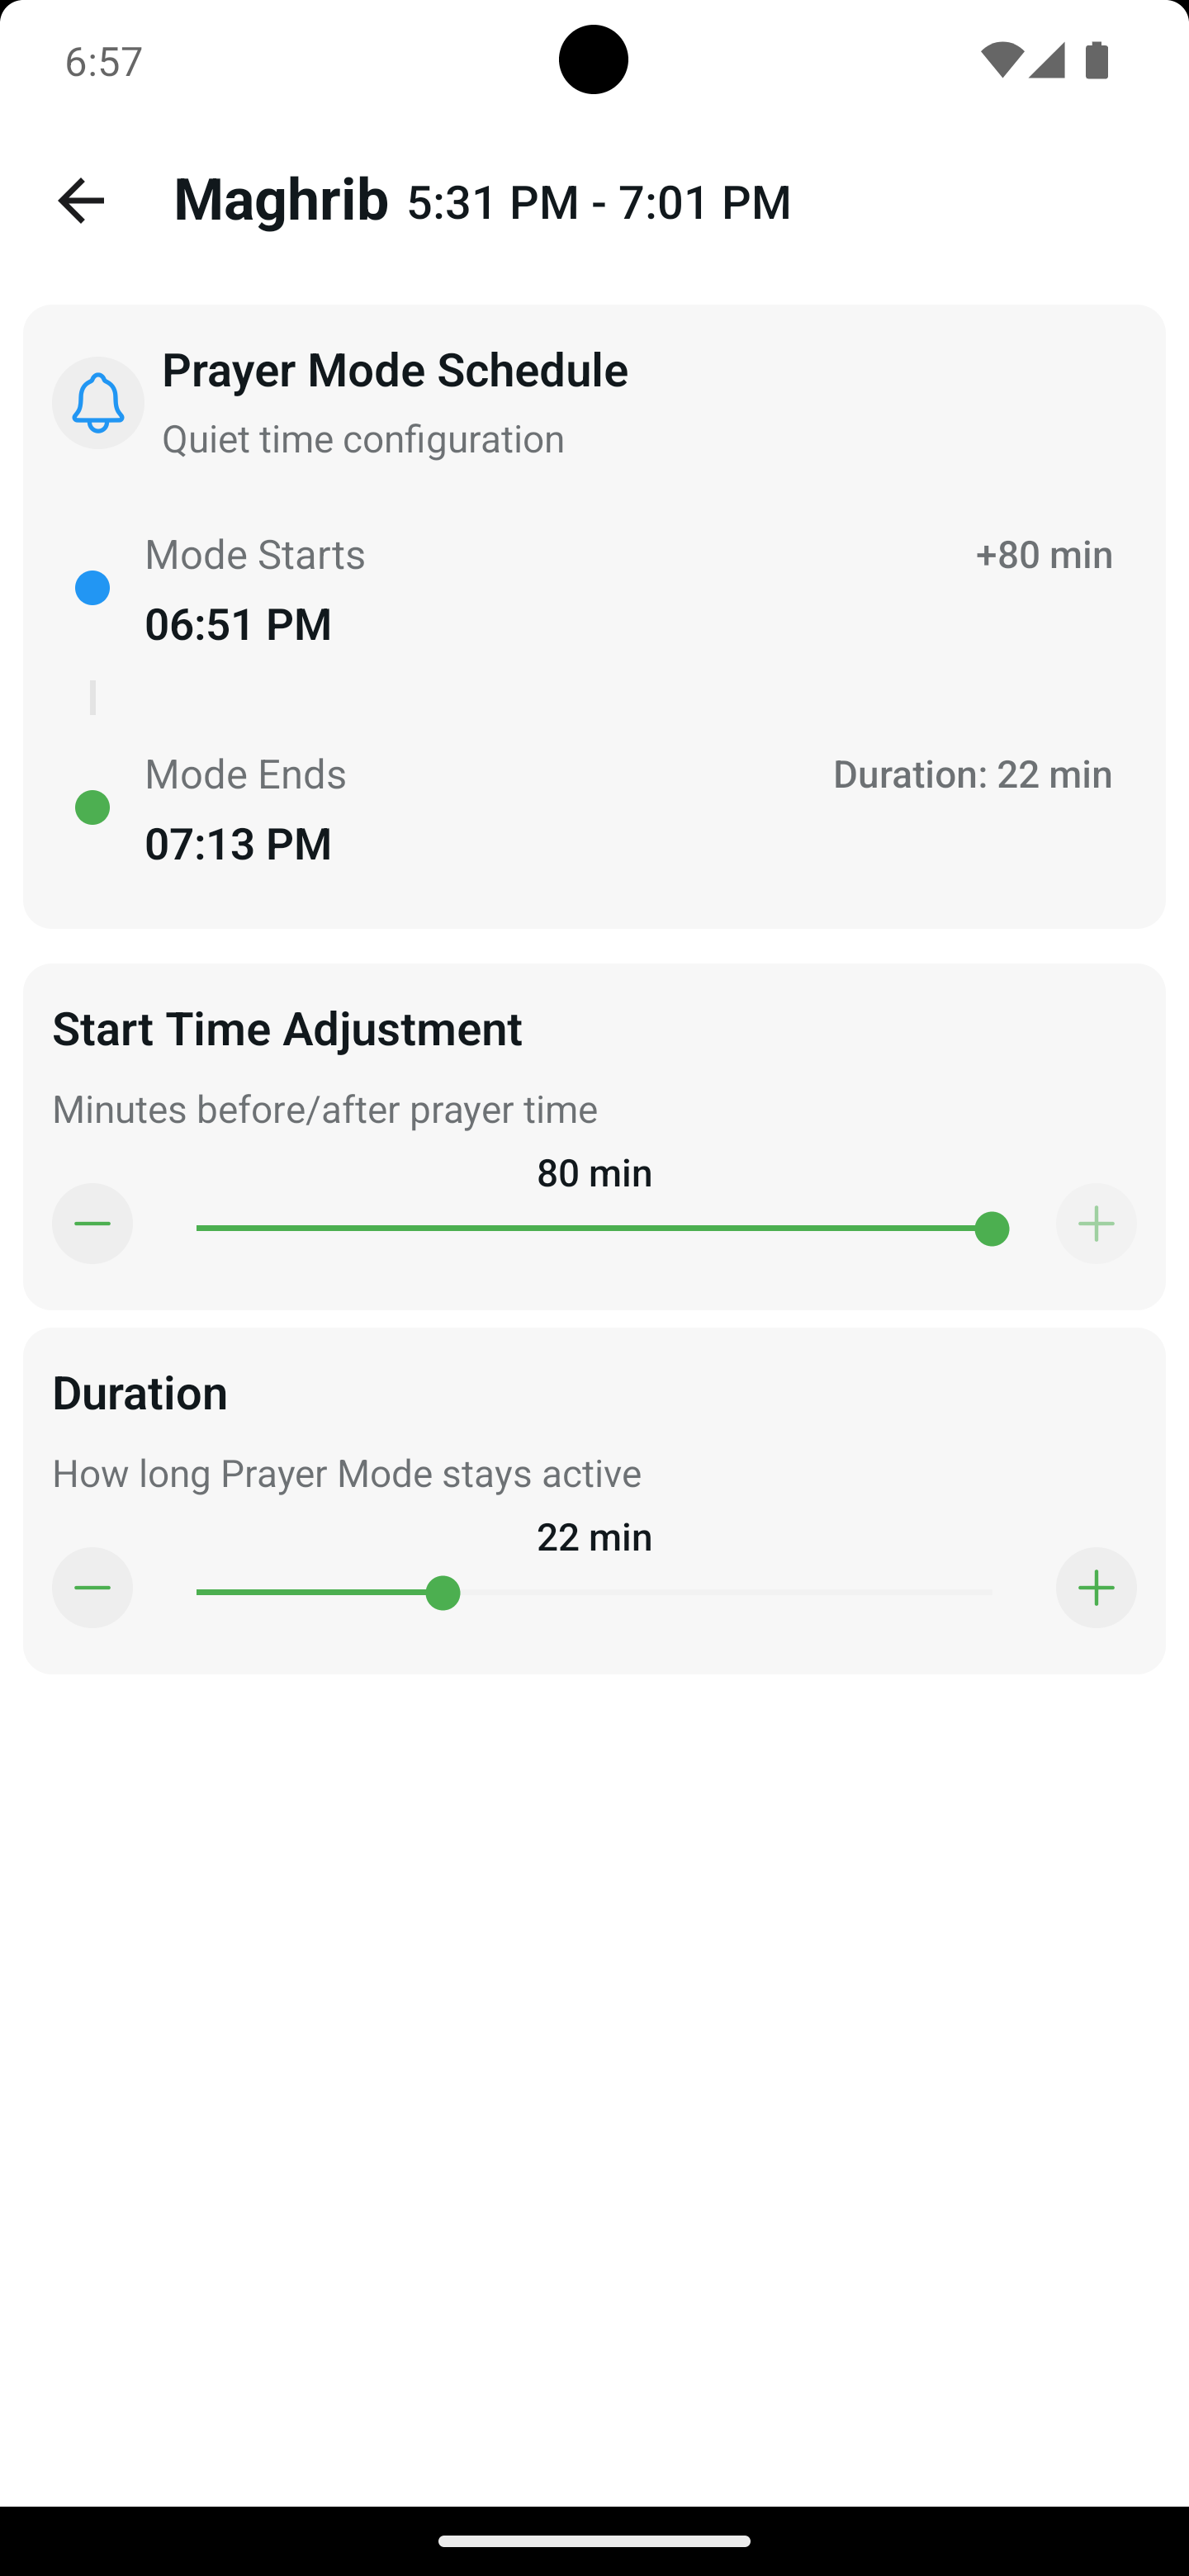 6:57
Maghrib 5:31 PM - 7:01 PM
Prayer Mode Schedule
Quiet time configuration
Mode Starts +80 min
06:51 PM
Mode Ends Duration: 22 min
07:13 PM
Start Time Adjustment
Minutes before/after prayer time
80 min
Duration
How long Prayer Mode stays active
22 min